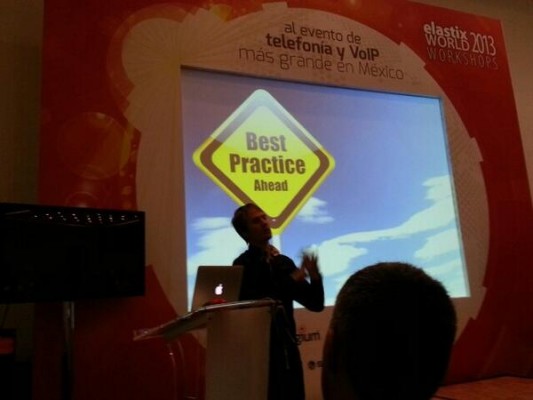 al evento de
telefonía y VoIP
más grande en México
elastix
WORLD 2013
WORKSHOPS
Best
Practice
Ahead